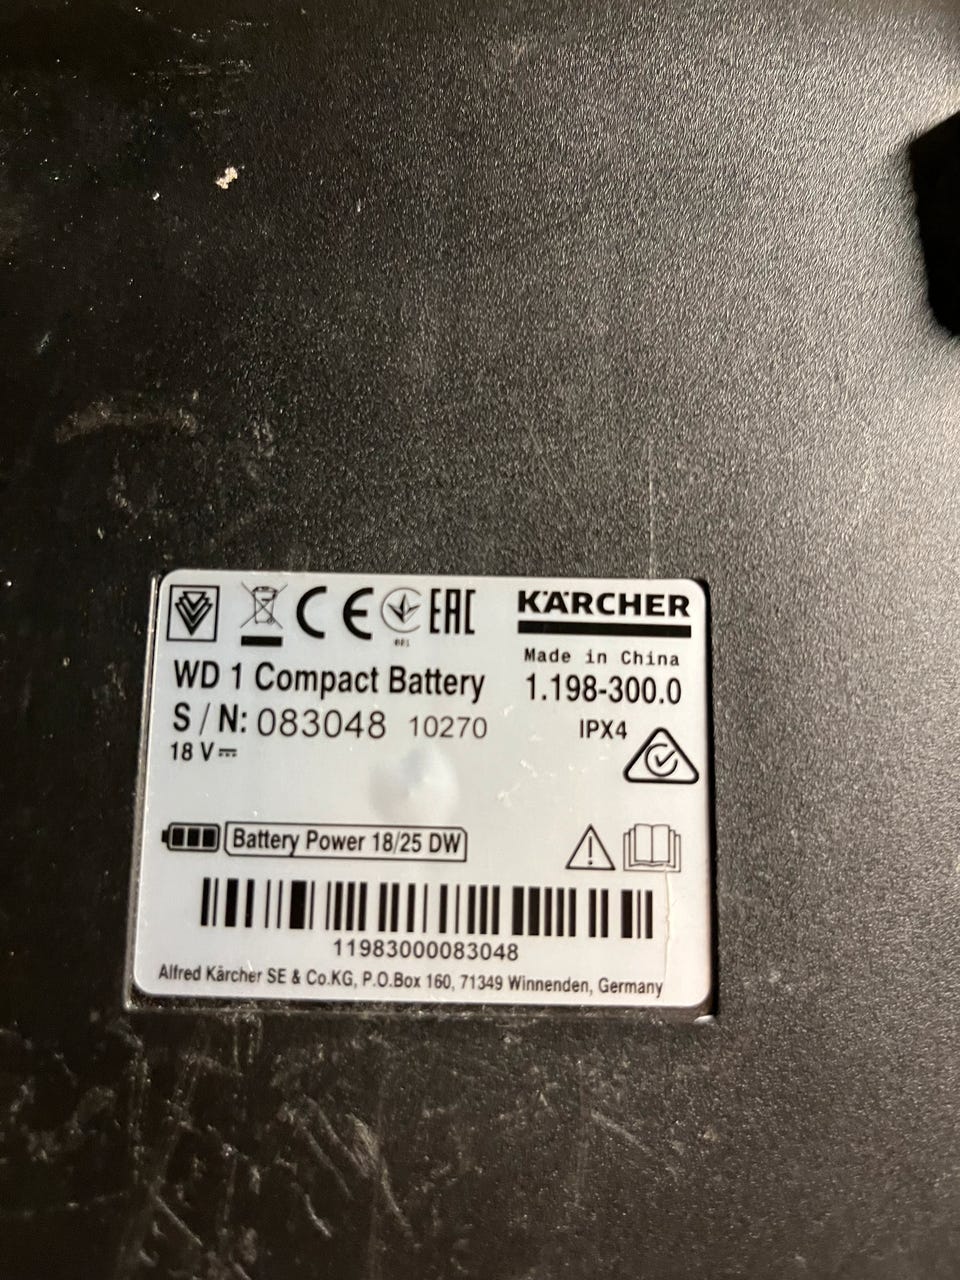 CE EAC KÄRCHER
Made in China
WD 1 Compact Battery 1.198-300.0
S / N: 083048 10270 IPX4
18 V⎓
Battery Power 18/25 DW
11983000083048
Alfred Kärcher SE & Co.KG, P.O.Box 160, 71349 Winnenden, Germany